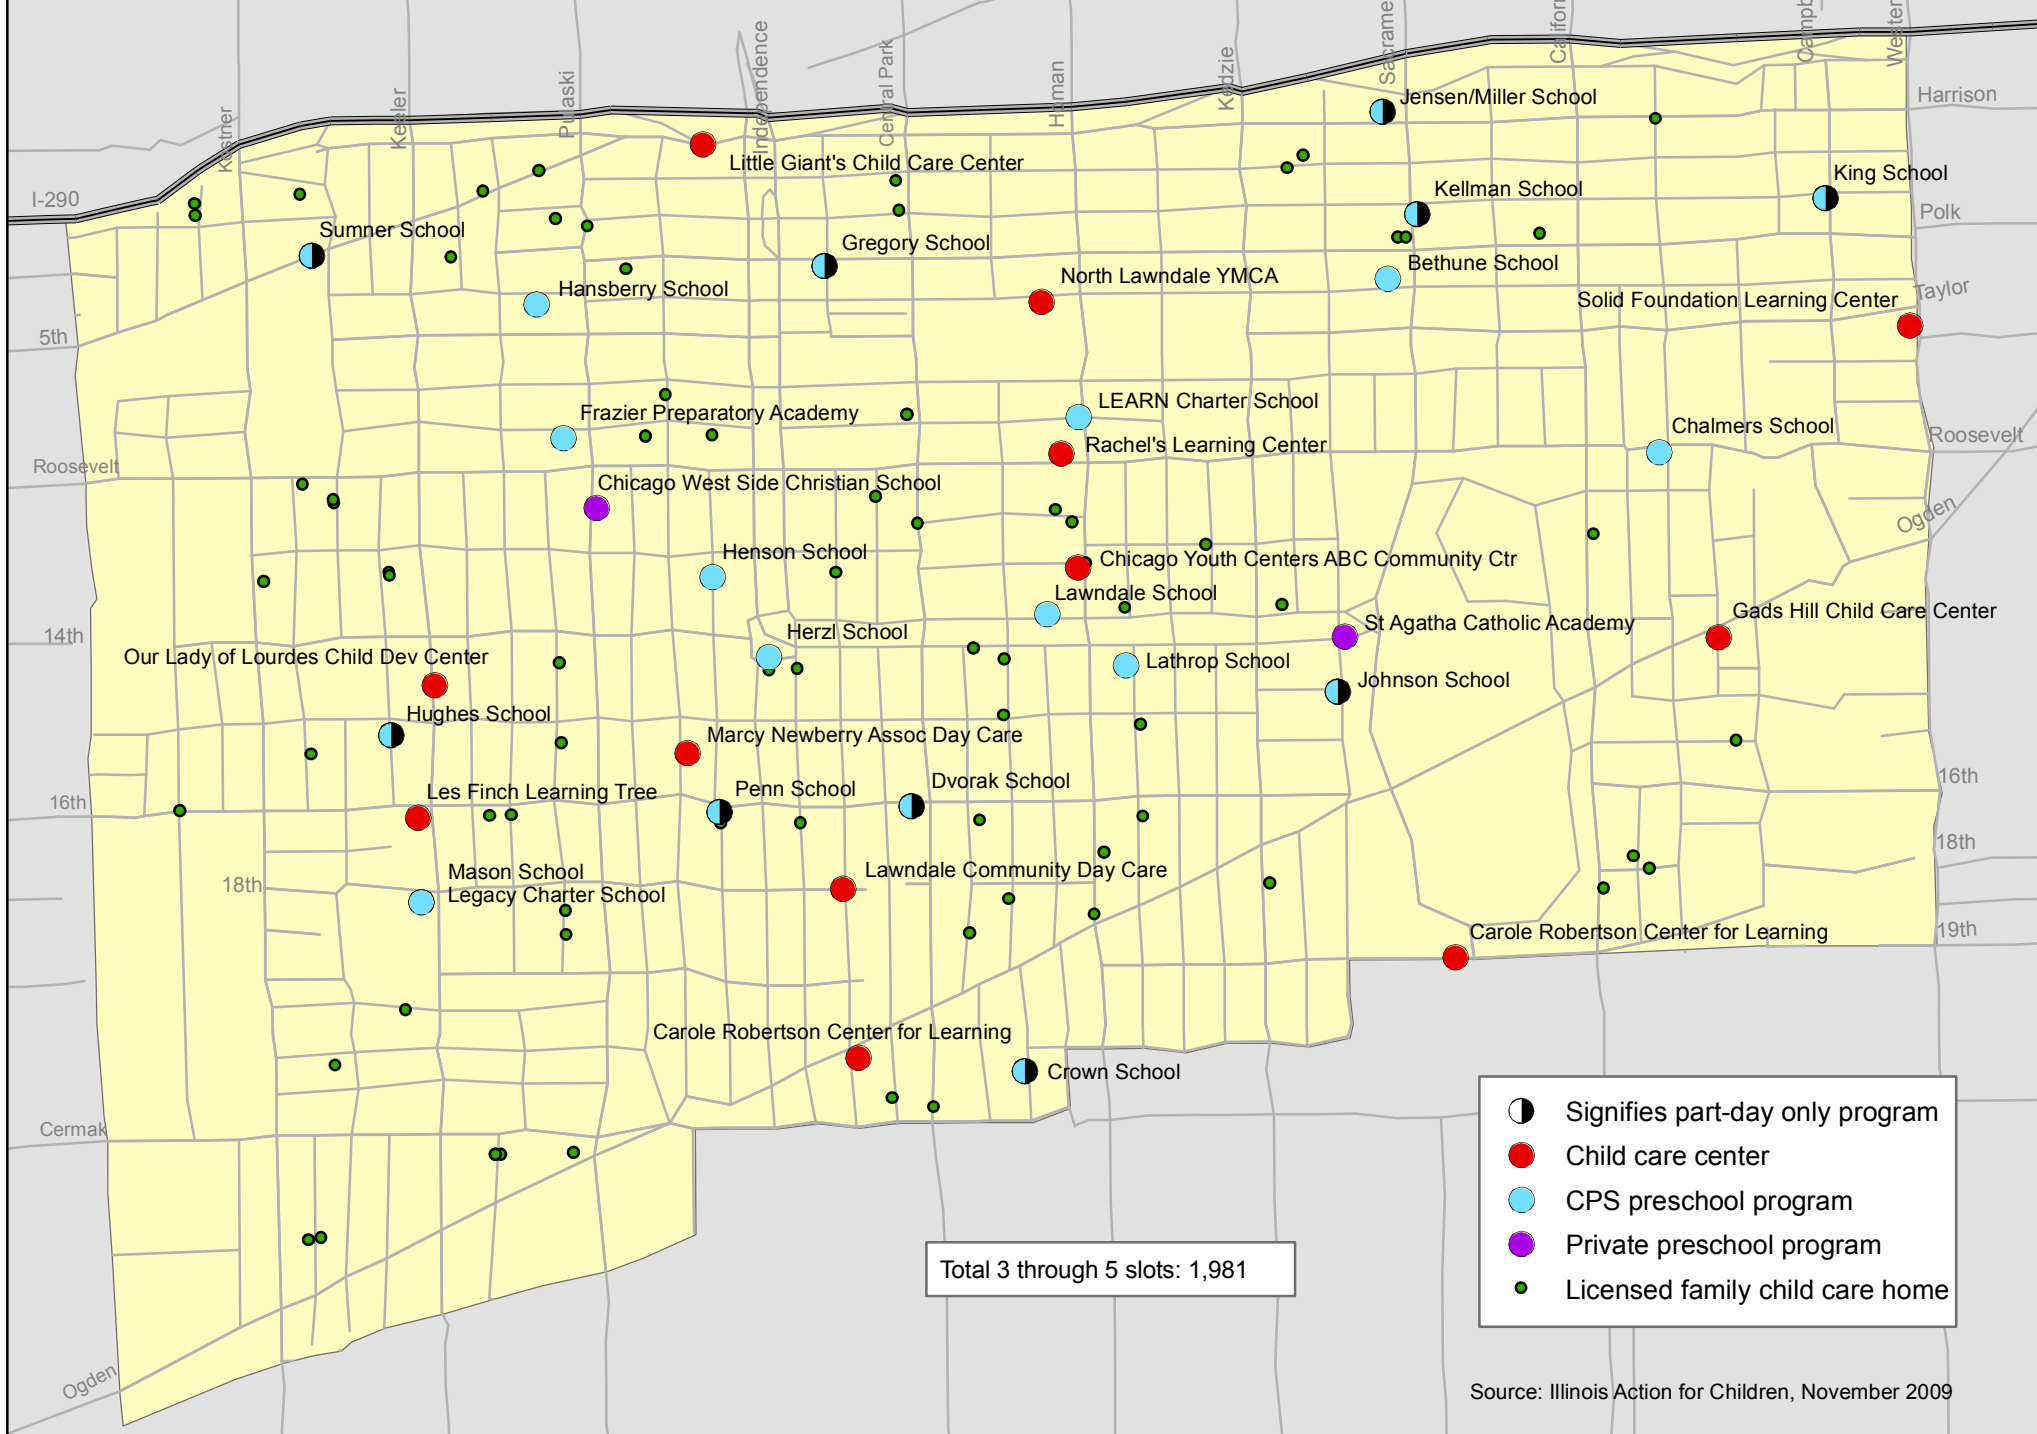 Kostner
Keeler
Pulaski
Independence
Central Park
Homan
Kedzie
Sacrame
Califor
Campb
Wester
Harrison
Jensen/Miller School
Little Giant's Child Care Center
King School
Kellman School
I-290
Polk
Sumner School
Gregory School
Bethune School
North Lawndale YMCA
Hansberry School
Solid Foundation Learning Center
Taylor
5th
LEARN Charter School
Frazier Preparatory Academy
Chalmers School
Roosevelt
Rachel's Learning Center
Roosevelt
Chicago West Side Christian School
Ogden
Henson School
Chicago Youth Centers ABC Community Ctr
Lawndale School
Gads Hill Child Care Center
St Agatha Catholic Academy
14th
Herzl School
Our Lady of Lourdes Child Dev Center
Lathrop School
Johnson School
Hughes School
Marcy Newberry Assoc Day Care
16th
Dvorak School
Penn School
Les Finch Learning Tree
16th
18th
Mason School
Lawndale Community Day Care
18th
Legacy Charter School
19th
Carole Robertson Center for Learning
Carole Robertson Center for Learning
Crown School
Cermak
Signifies part-day only program
Child care center
CPS preschool program
Private preschool program
Licensed family child care home
Total 3 through 5 slots: 1,981
Ogden
Source: Illinois Action for Children, November 2009